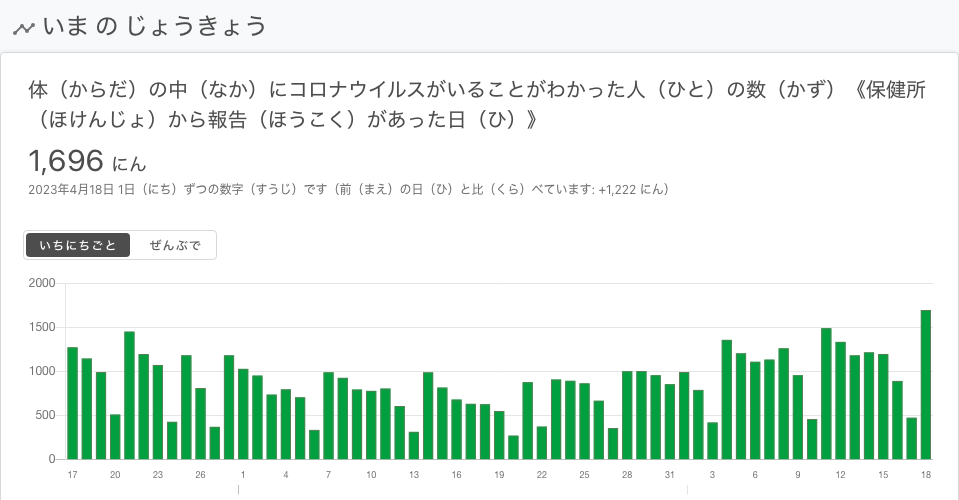 いま の じょうきょう
体（からだ）の中（なか）にコロナウイルスがいることがわかった人（ひと）の数（かず）《保健所
（ほけんじょ）から報告（ほうこく）があった日（ひ）》
1,696 にん
2023年4月18日 1日（にち）ずつの数字（すうじ）です（前（まえ）の日（ひ）と比（くら）べています: +1,222 にん）
いちにちごと ぜんぶで
2000
1500
1000
500
0
17 20 23 26 1 4 7 10 13 16 19 22 25 28 31 3 6 9 12 15 18